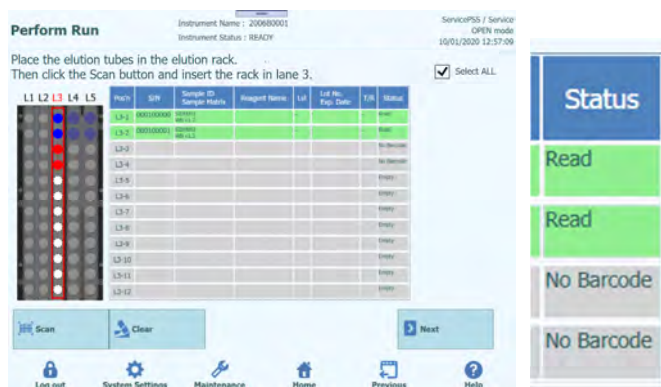 Perform Run
Instrument Name : 200680001
Instrument Status : READY
ServicePSS / Service
OPEN mode
10/01/2020 12:57:09
Place the elution tubes in the elution rack.
Then click the Scan button and insert the rack in lane 3.
Select ALL
L1 L2 L3 L4 L5
Pos'n S/N Sample ID Sample Matrix Reagent Name Lvl Lot No. Exp. Date T/R Status
L3-1 000100000 Read
L3-2 000100001 Read
L3-3 No Barcode
L3-4 No Barcode
L3-5 Empty
L3-6 Empty
L3-7 Empty
L3-8 Empty
L3-9 Empty
L3-10 Empty
L3-11 Empty
L3-12 Empty
Scan
Clear
Next
Log out
System Settings
Maintenance
Home
Previous
Help
Status
Read
Read
No Barcode
No Barcode